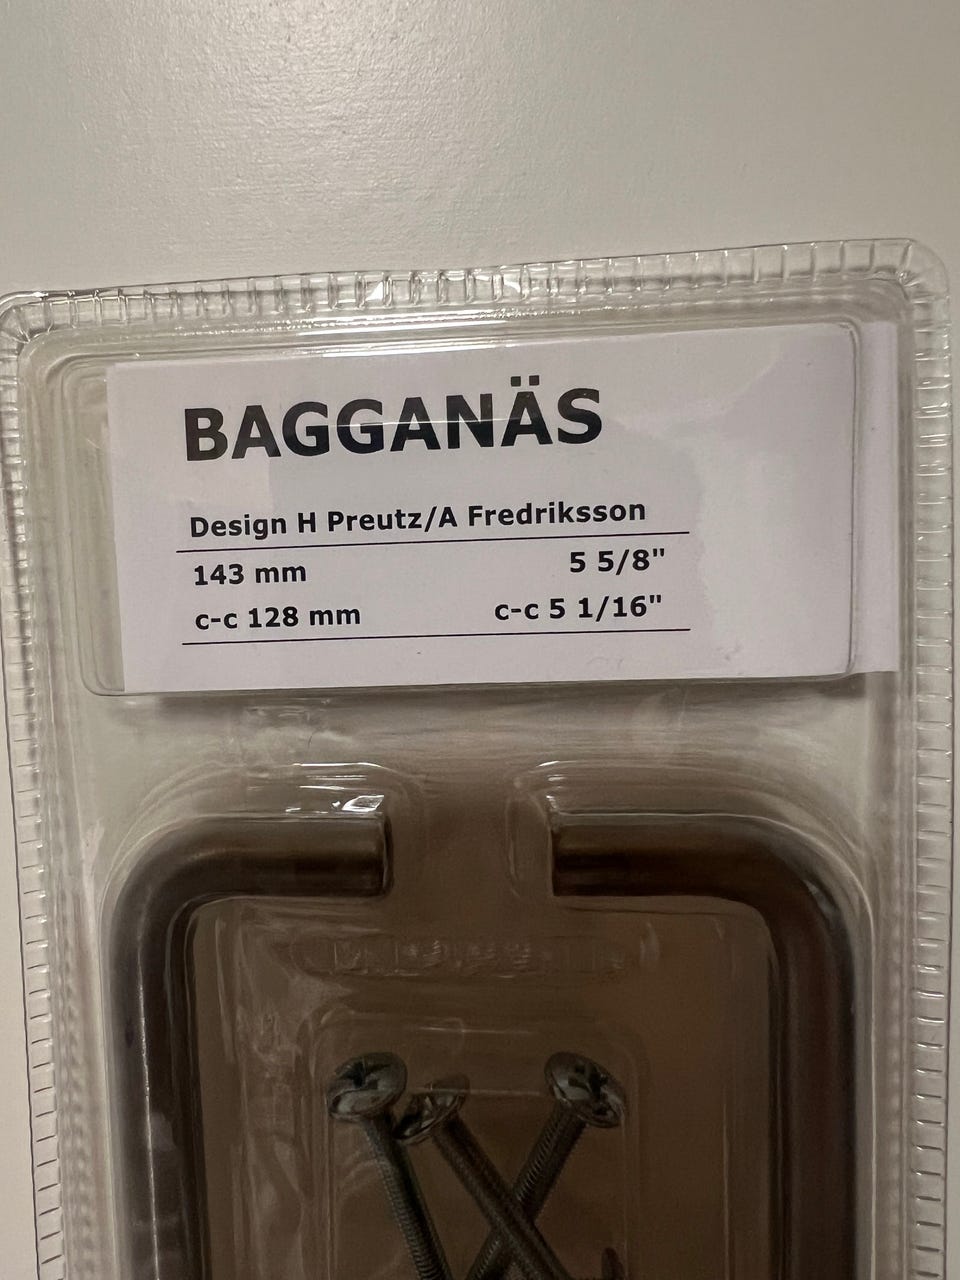 BAGGANÄS
Design H Preutz/A Fredriksson
143 mm 5 5/8"
c-c 128 mm c-c 5 1/16"